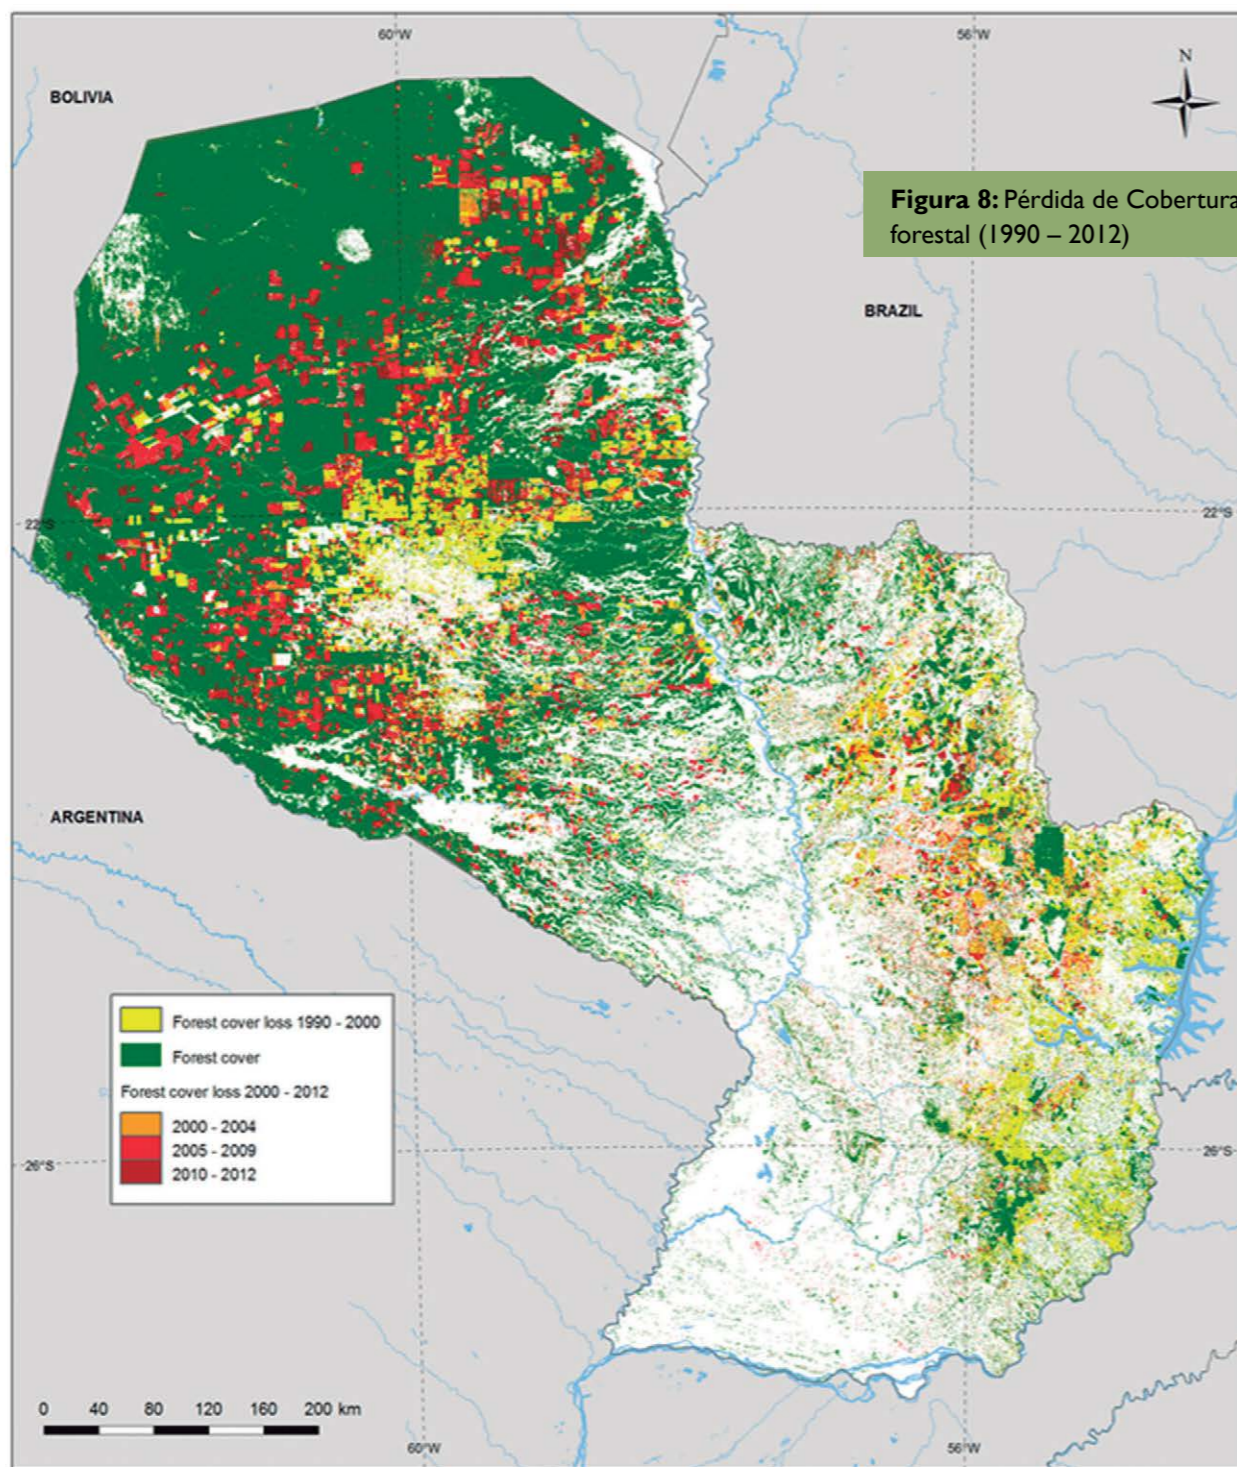 60°W
56°W
N
BOLIVIA
Figura 8: Pérdida de Cobertura
forestal (1990 – 2012)
BRAZIL
22°S
22°S
ARGENTINA
Forest cover loss 1990 - 2000
Forest cover
Forest cover loss 2000 - 2012
2000 - 2004
2005 - 2009
2010 - 2012
26°S
26°S
0 40 80 120 160 200 km
60°W
56°W